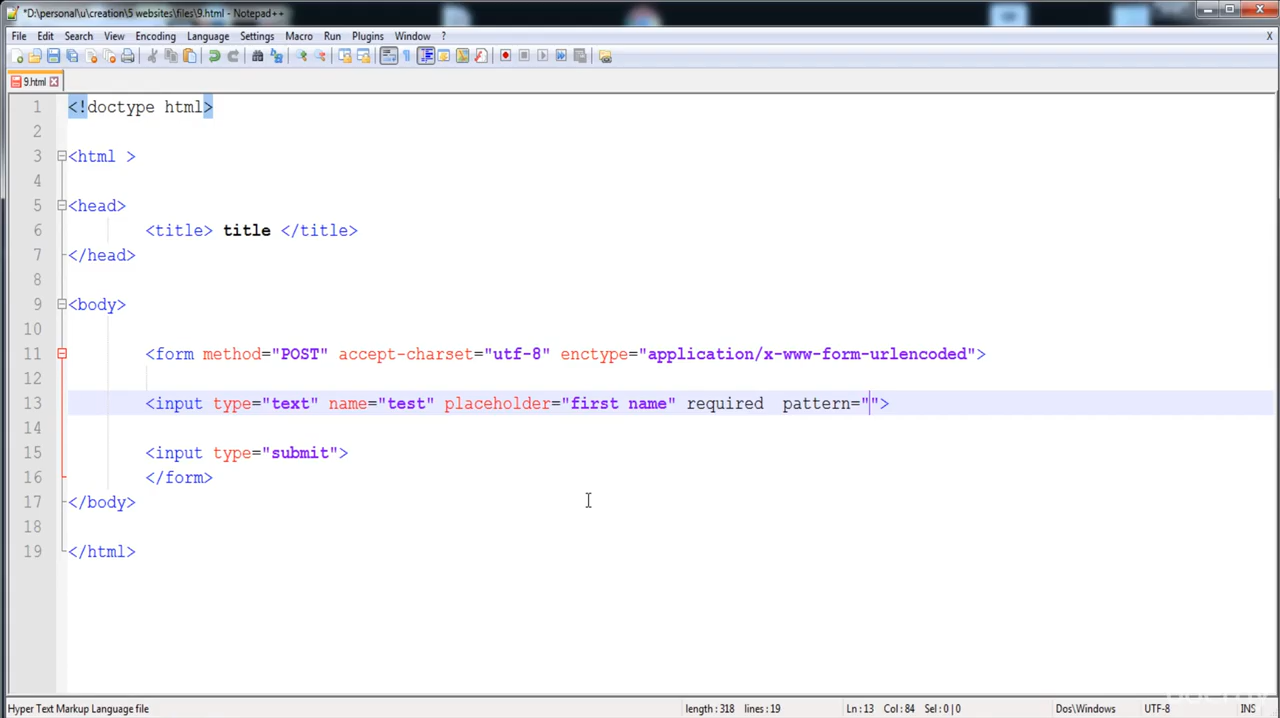 *D:\personal\u\creation\5 websites\files\9.html - Notepad++
File Edit Search View Encoding Language Settings Macro Run Plugins Window ? X
9.html
1 <!doctype html>
2
3 <html >
4
5 <head>
6 <title> title </title>
7 </head>
8
9 <body>
10
11 <form method="POST" accept-charset="utf-8" enctype="application/x-www-form-urlencoded">
12
13 <input type="text" name="test" placeholder="first name" required  pattern="">
14
15 <input type="submit">
16 </form>
17 </body>
18
19 </html>
Hyper Text Markup Language file length : 318 lines : 19 Ln : 13 Col : 84 Sel : 0 | 0 Dos\Windows UTF-8 INS